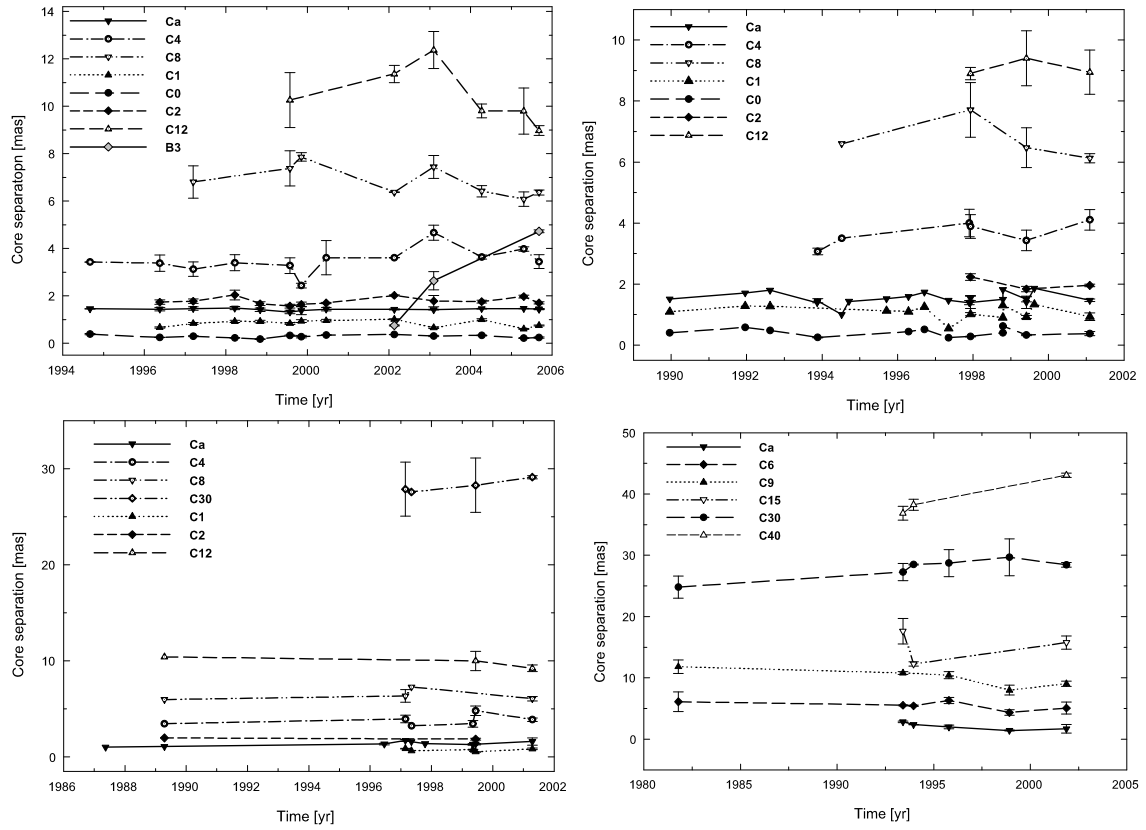 Ca
C4
C8
C1
C0
C2
C12
B3
14
12
10
8
6
4
2
0
Core separatopn [mas]
1994 1996 1998 2000 2002 2004 2006
Time [yr]
Ca
C4
C8
C1
C0
C2
C12
10
8
6
4
2
0
Core separation [mas]
1990 1992 1994 1996 1998 2000 2002
Time [yr]
Ca
C4
C8
C30
C1
C2
C12
30
20
10
0
Core separation [mas]
1986 1988 1990 1992 1994 1996 1998 2000 2002
Time [yr]
Ca
C6
C9
C15
C30
C40
50
40
30
20
10
0
Core separation [mas]
1980 1985 1990 1995 2000 2005
Time [yr]